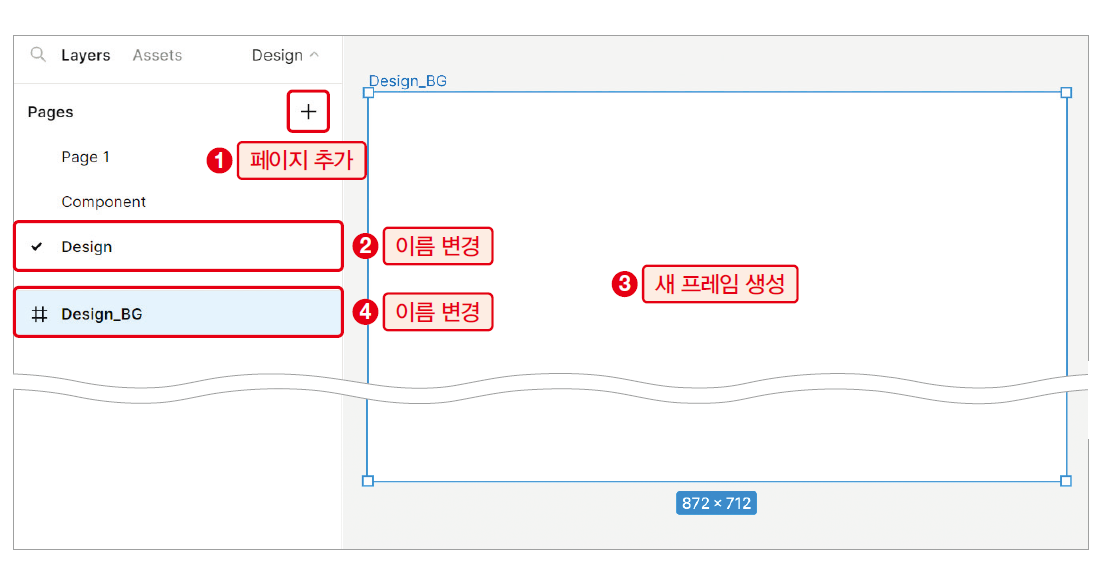 Layers Assets Design
Design_BG
Pages
Page 1
1 페이지 추가
Component
Design
2 이름 변경
3 새 프레임 생성
Design_BG
4 이름 변경
872 × 712